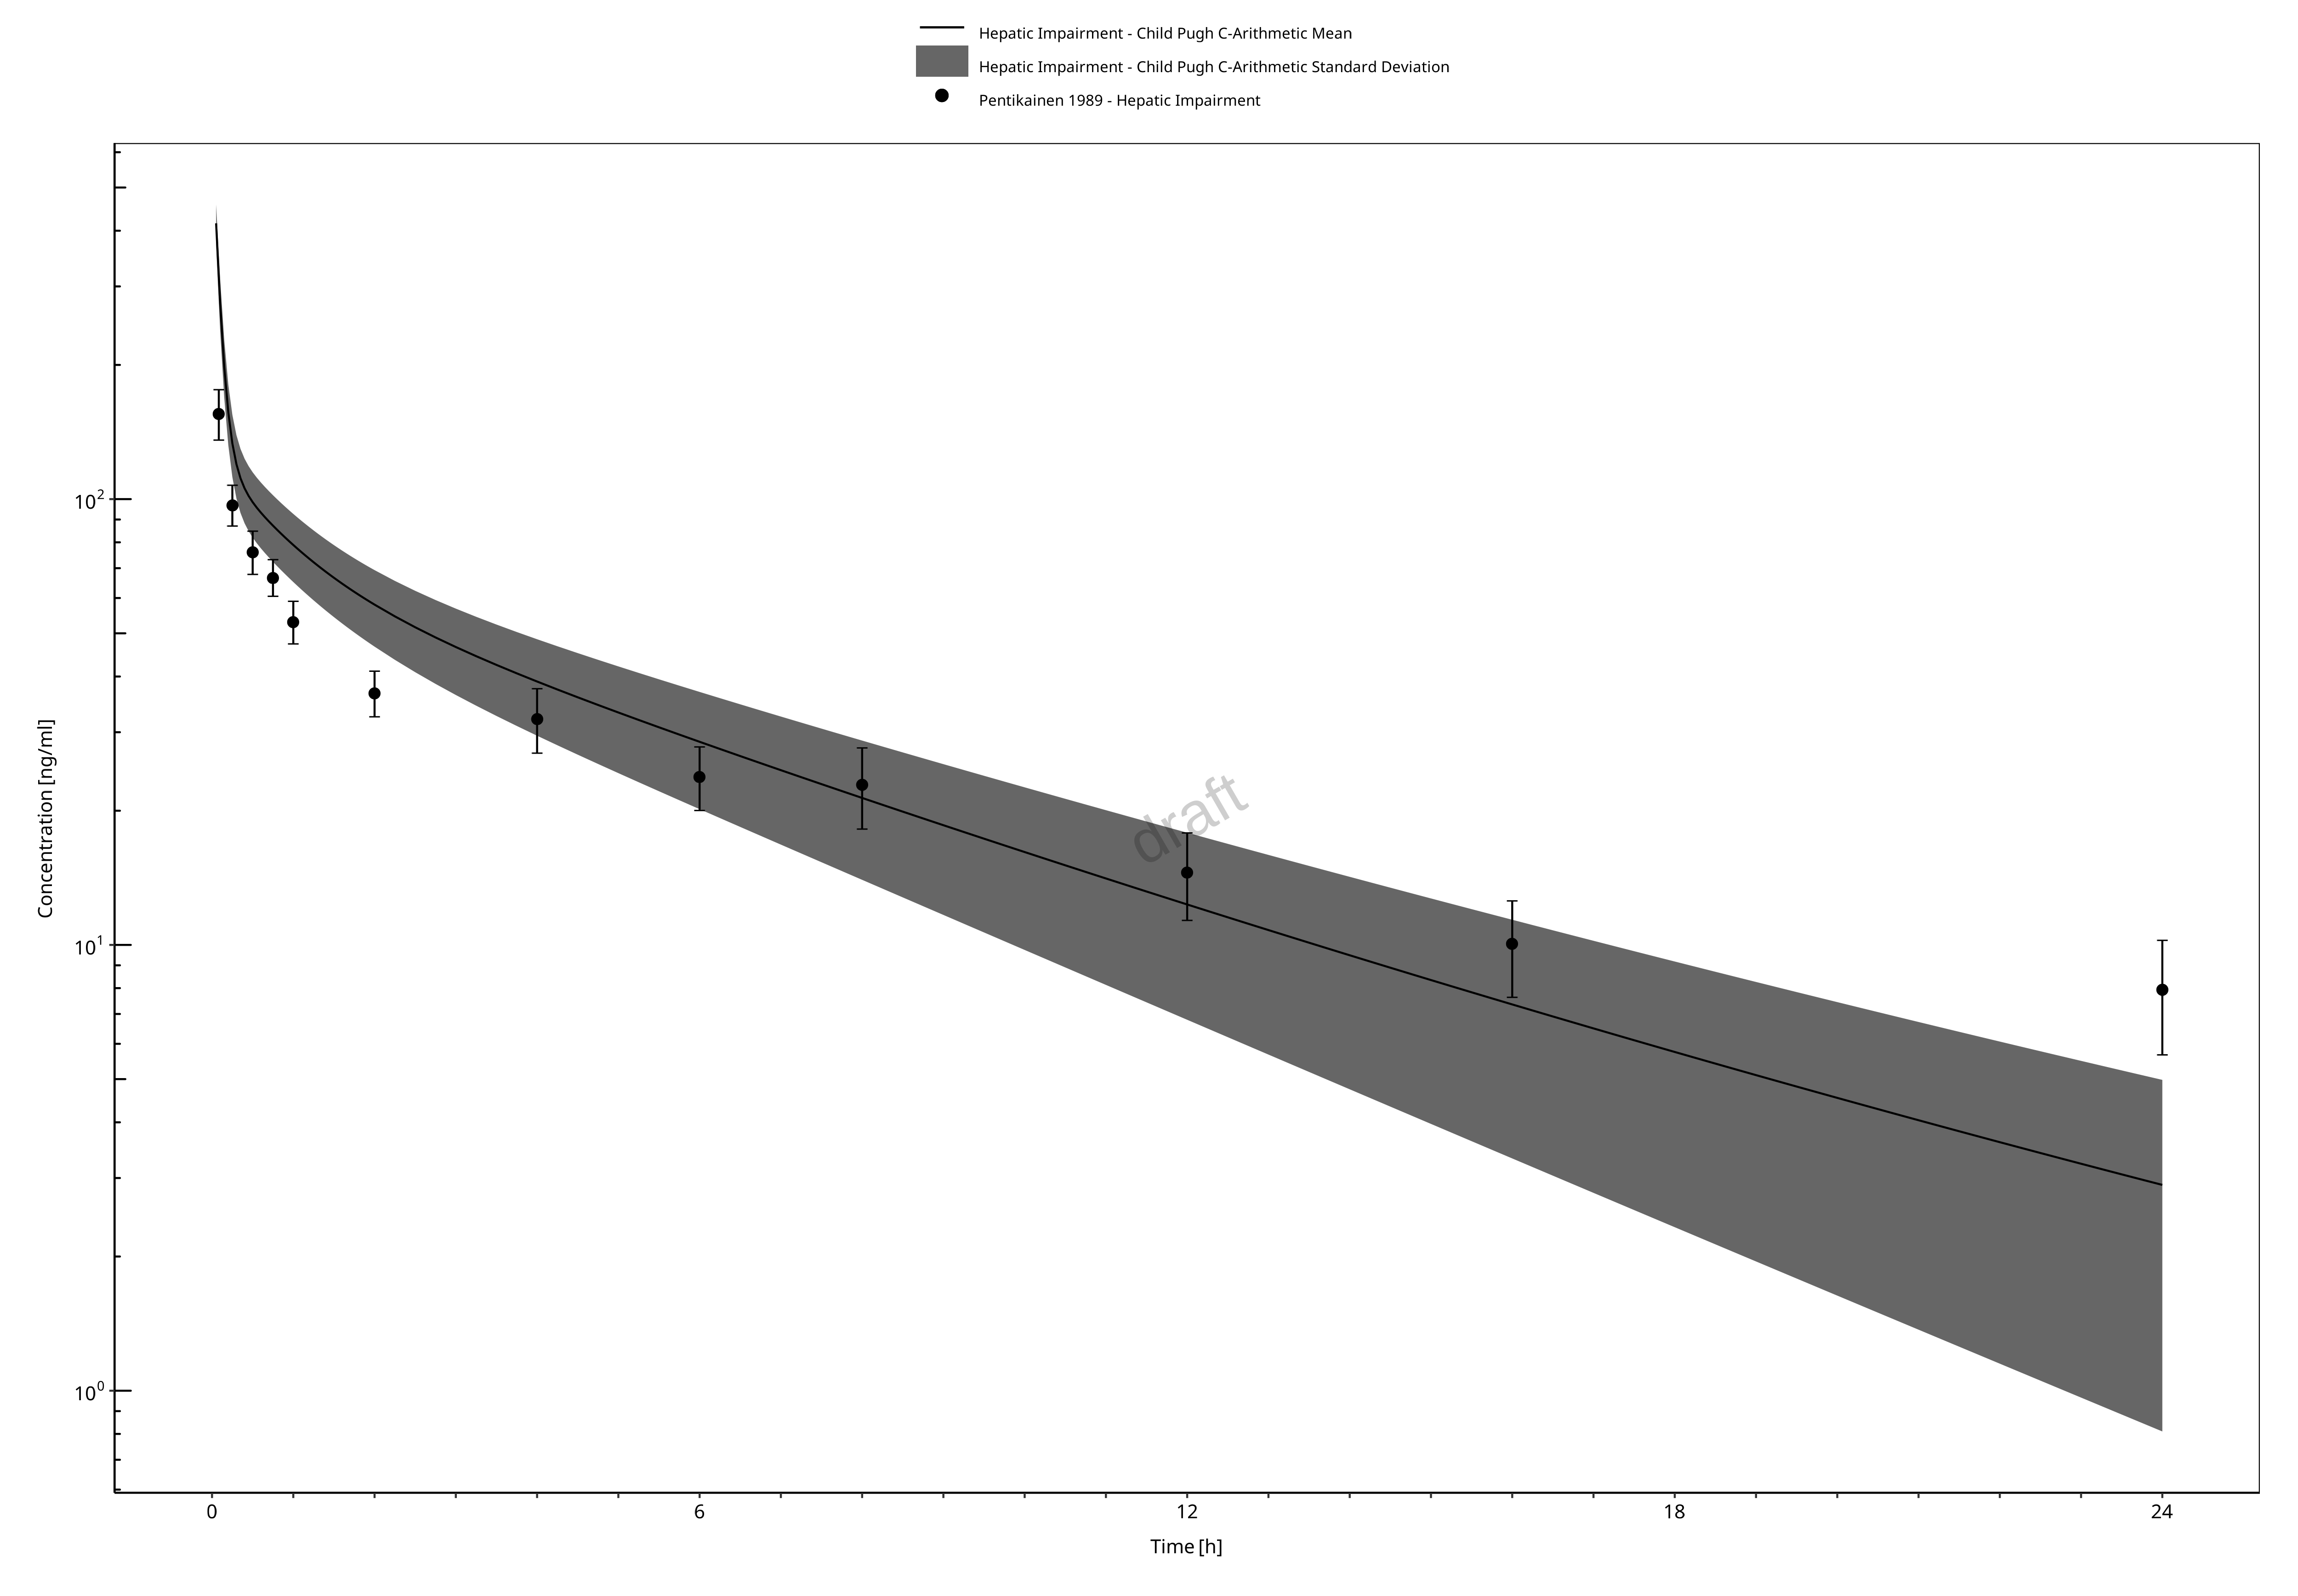 Hepatic Impairment - Child Pugh C-Arithmetic Mean
Hepatic Impairment - Child Pugh C-Arithmetic Standard Deviation
Pentikainen 1989 - Hepatic Impairment
10²
10¹
10⁰
Concentration [ng/ml]
draft
0 6 12 18 24
Time [h]